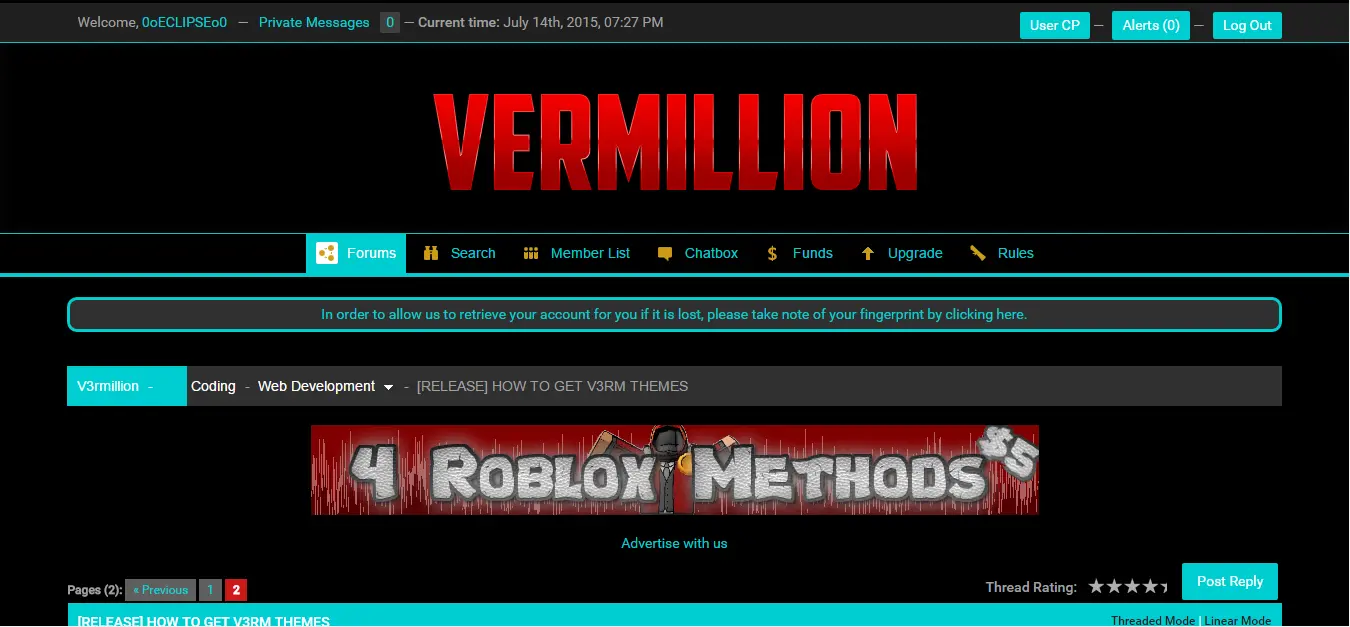 Welcome, 0oECLIPSEo0 — Private Messages 0 — Current time: July 14th, 2015, 07:27 PM
User CP — Alerts (0) — Log Out
VERMILLION
Forums Search Member List Chatbox $ Funds Upgrade Rules
In order to allow us to retrieve your account for you if it is lost, please take note of your fingerprint by clicking here.
V3rmillion - Coding - Web Development - [RELEASE] HOW TO GET V3RM THEMES
4 ROBLOX METHODS $5
Advertise with us
Pages (2): « Previous 1 2
Thread Rating: Post Reply
[RELEASE] HOW TO GET V3RM THEMES
Threaded Mode | Linear Mode